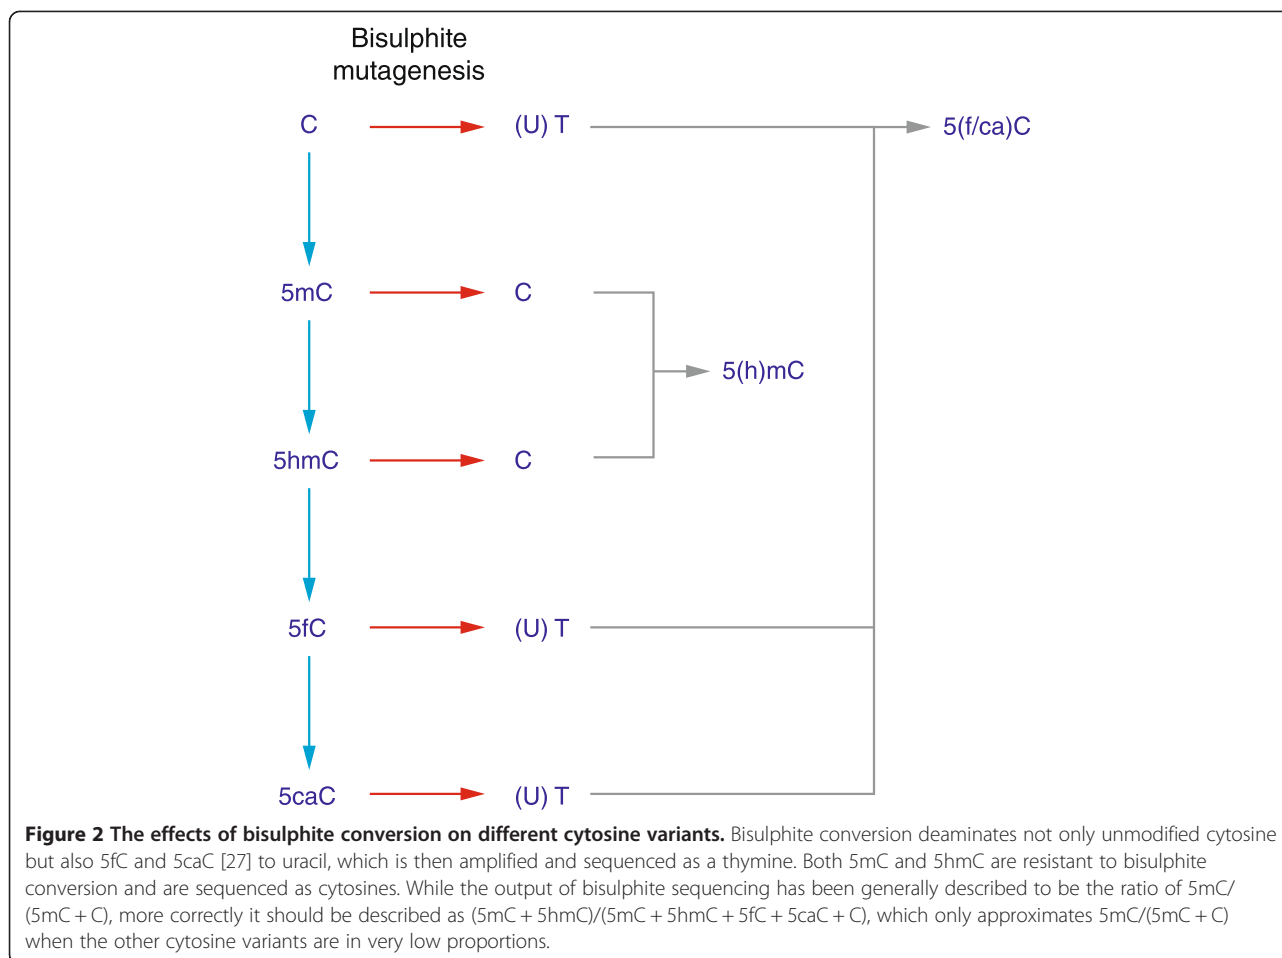 Bisulphite
mutagenesis
C (U) T 5(f/ca)C
5mC C
5(h)mC
5hmC C
5fC (U) T
5caC (U) T
Figure 2 The effects of bisulphite conversion on different cytosine variants. Bisulphite conversion deaminates not only unmodified cytosine
but also 5fC and 5caC [27] to uracil, which is then amplified and sequenced as a thymine. Both 5mC and 5hmC are resistant to bisulphite
conversion and are sequenced as cytosines. While the output of bisulphite sequencing has been generally described to be the ratio of 5mC/
(5mC + C), more correctly it should be described as (5mC + 5hmC)/(5mC + 5hmC + 5fC + 5caC + C), which only approximates 5mC/(5mC + C)
when the other cytosine variants are in very low proportions.